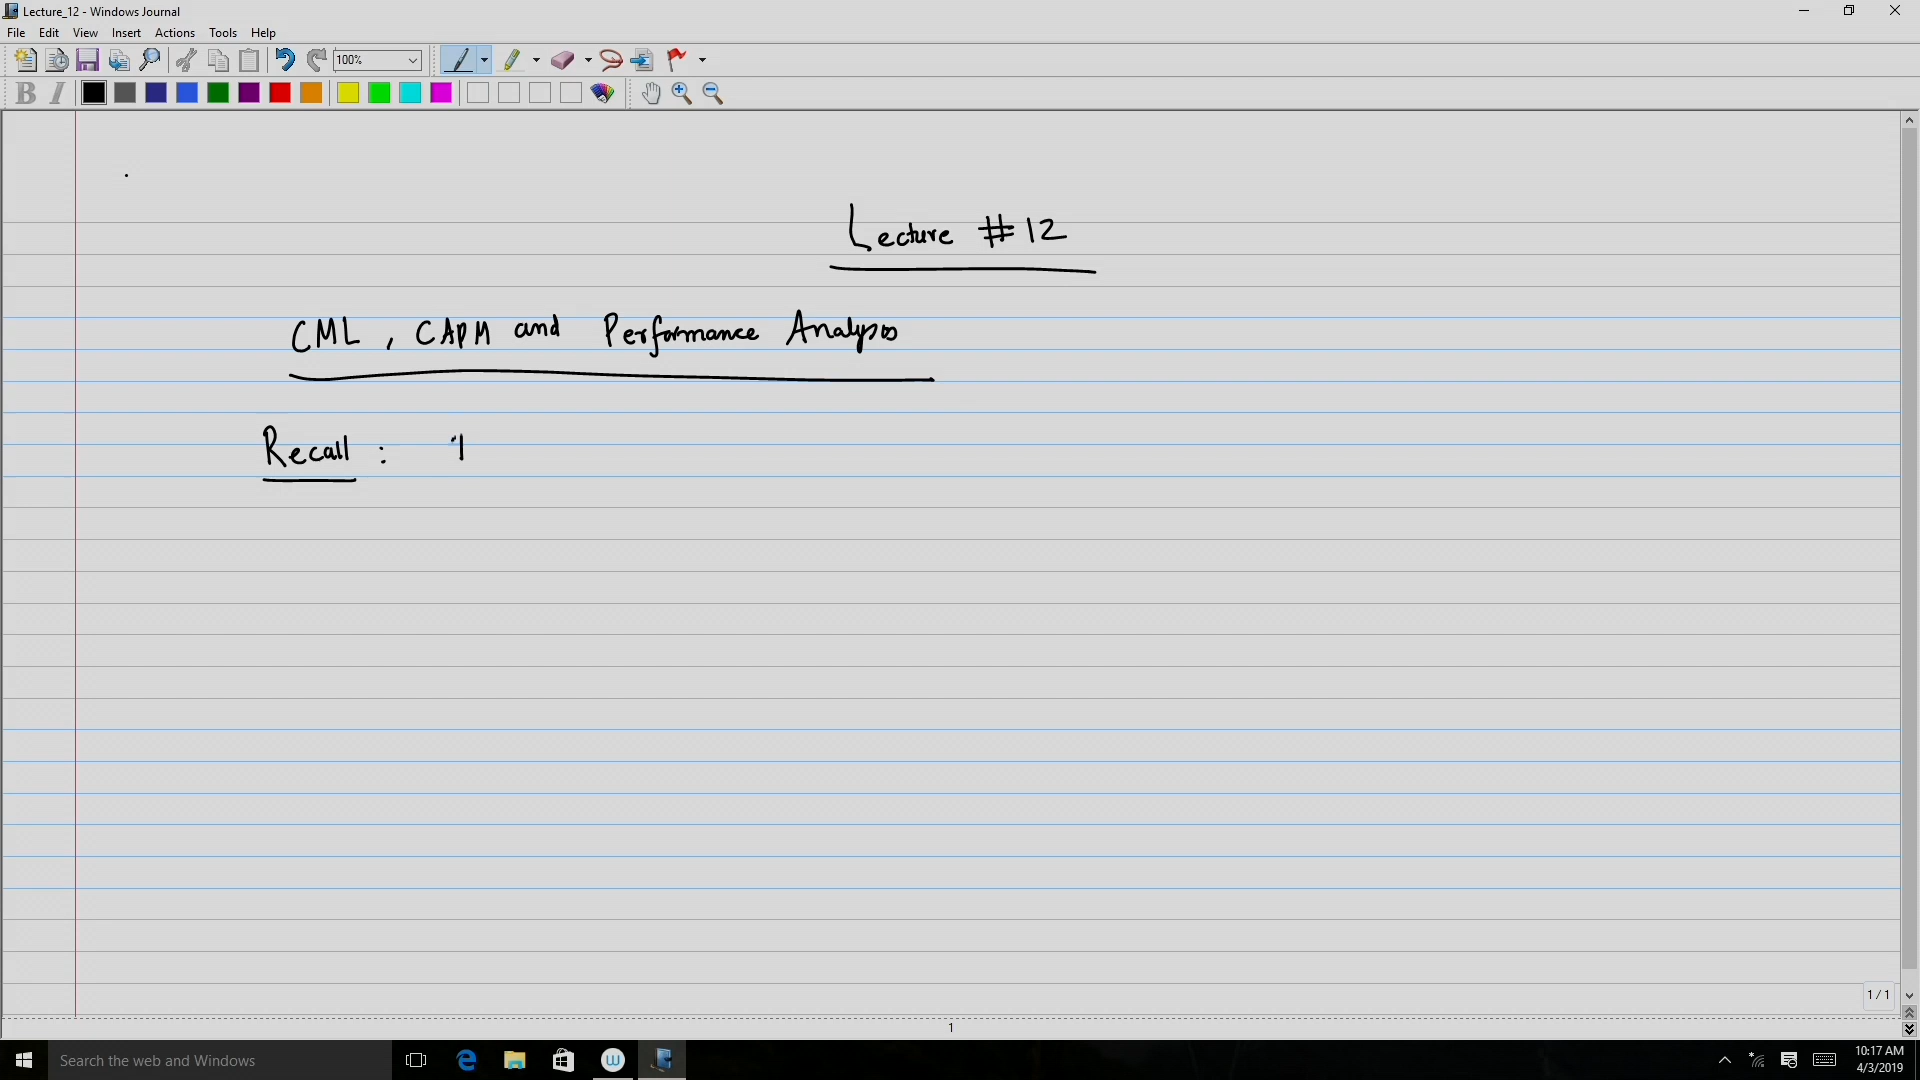 Lecture_12 - Windows Journal
File Edit View Insert Actions Tools Help
100%
B I
Lecture #12
CML, CAPM and Performance Analysis
Recall :
1 / 1
1
Search the web and Windows
10:17 AM
4/3/2019